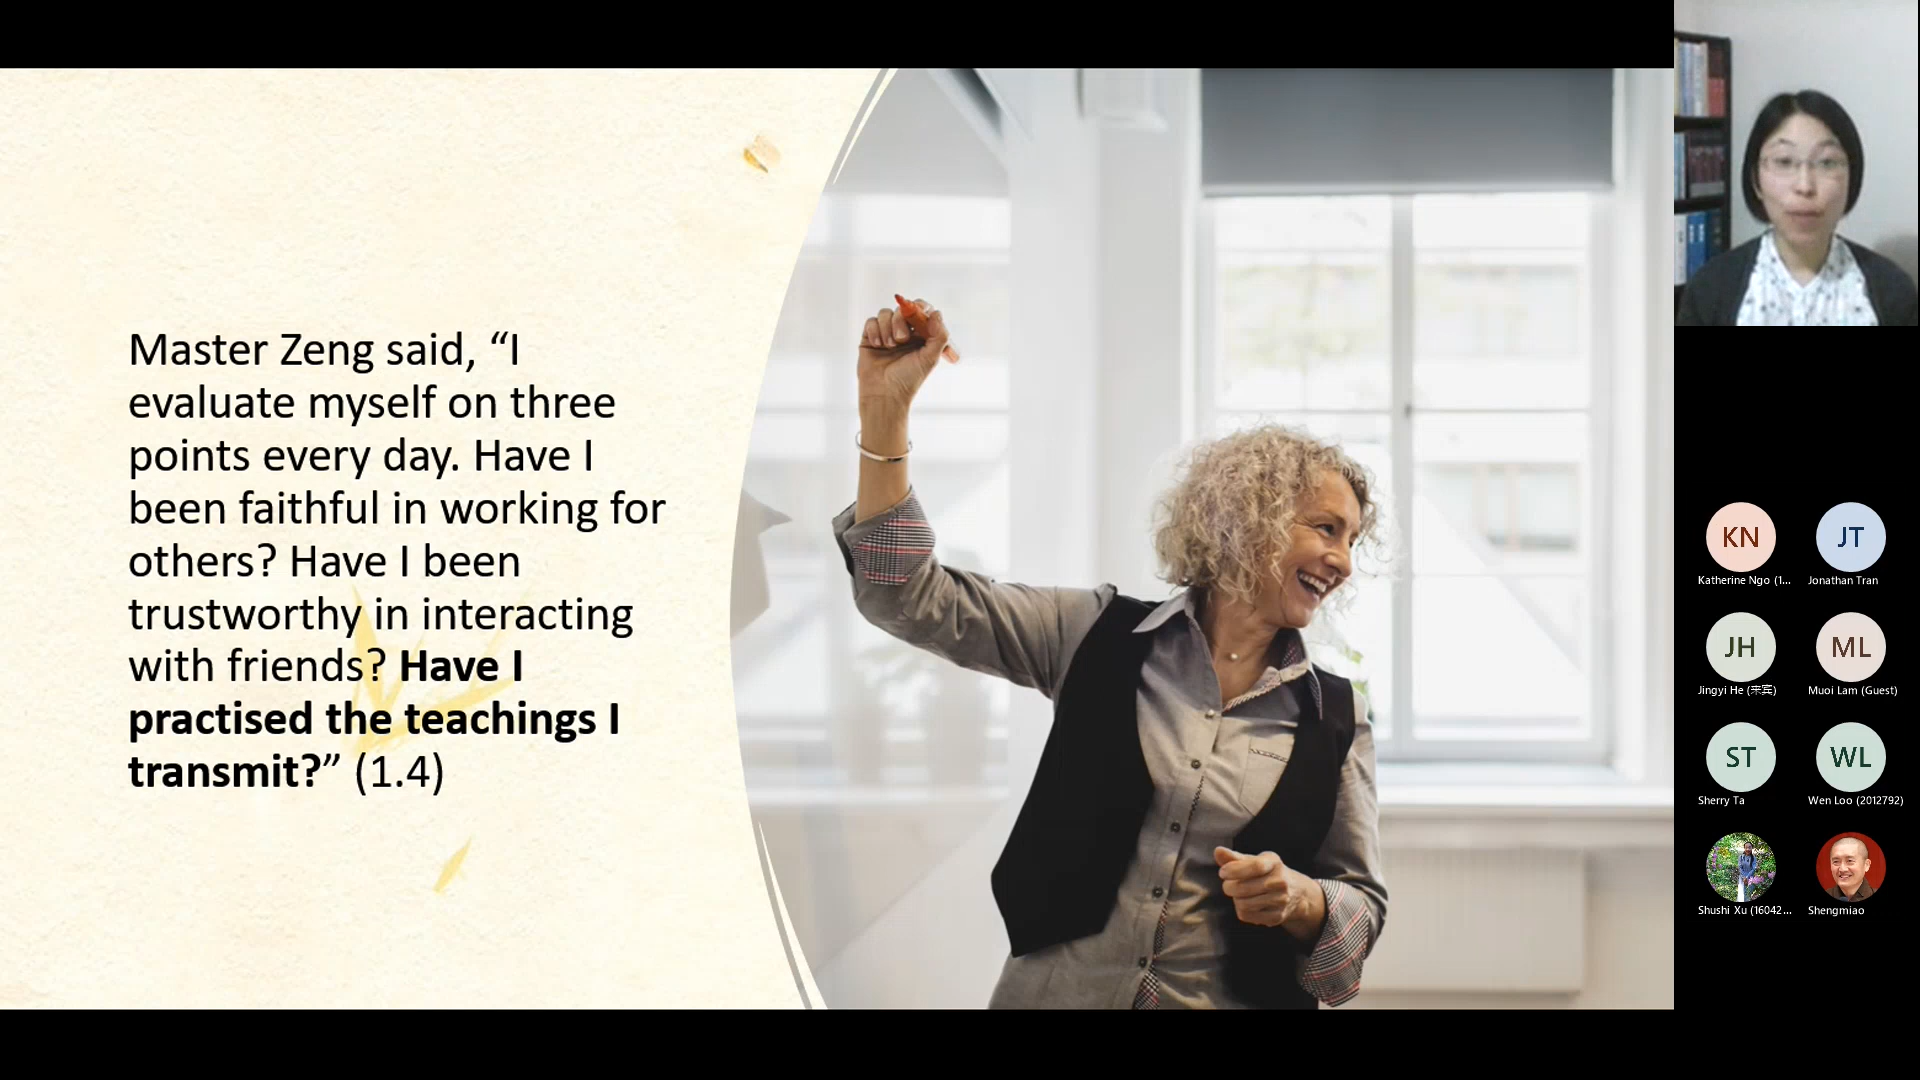 Master Zeng said, “I
evaluate myself on three
points every day. Have I
been faithful in working for
others? Have I been
trustworthy in interacting
with friends? Have I
practised the teachings I
transmit?” (1.4)
KN
JT
Katherine Ngo (1...
Jonathan Tran
JH
ML
Jingyi He (来宾)
Muoi Lam (Guest)
ST
WL
Sherry Ta
Wen Loo (2012792)
Shushi Xu (16042...
Shengmiao